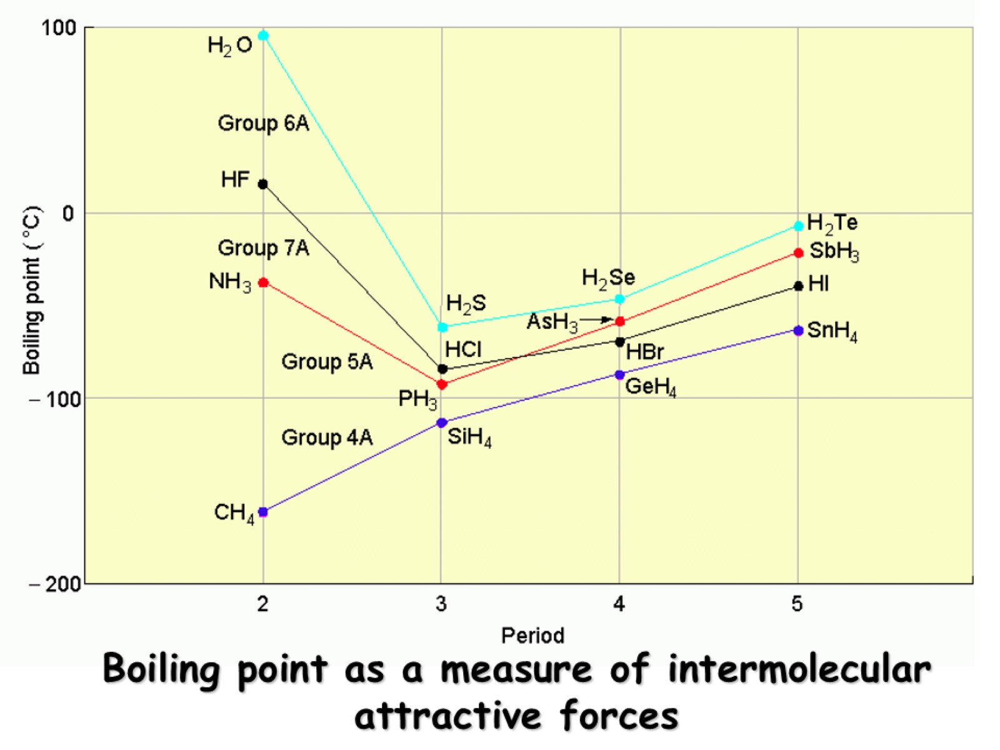 100
H₂O
Group 6A
HF
0
H₂Te
Group 7A
SbH₃
NH₃
H₂Se
HI
H₂S
AsH₃
SnH₄
HCl
HBr
Group 5A
GeH₄
–100
PH₃
Group 4A
SiH₄
CH₄
–200
2 3 4 5
Boiling point (°C)
Period
Boiling point as a measure of intermolecular
attractive forces